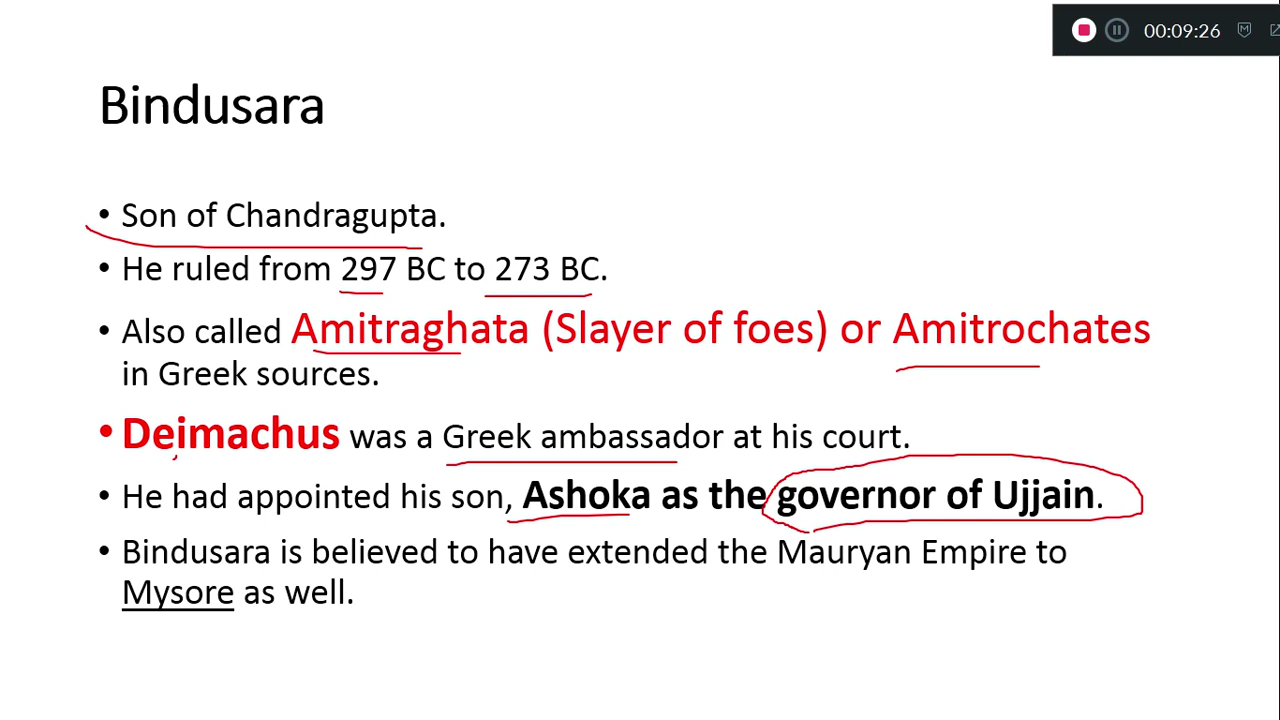 00:09:26
Bindusara
• Son of Chandragupta.
• He ruled from 297 BC to 273 BC.
• Also called Amitraghata (Slayer of foes) or Amitrochates
in Greek sources.
• Deimachus was a Greek ambassador at his court.
• He had appointed his son, Ashoka as the governor of Ujjain.
• Bindusara is believed to have extended the Mauryan Empire to
Mysore as well.